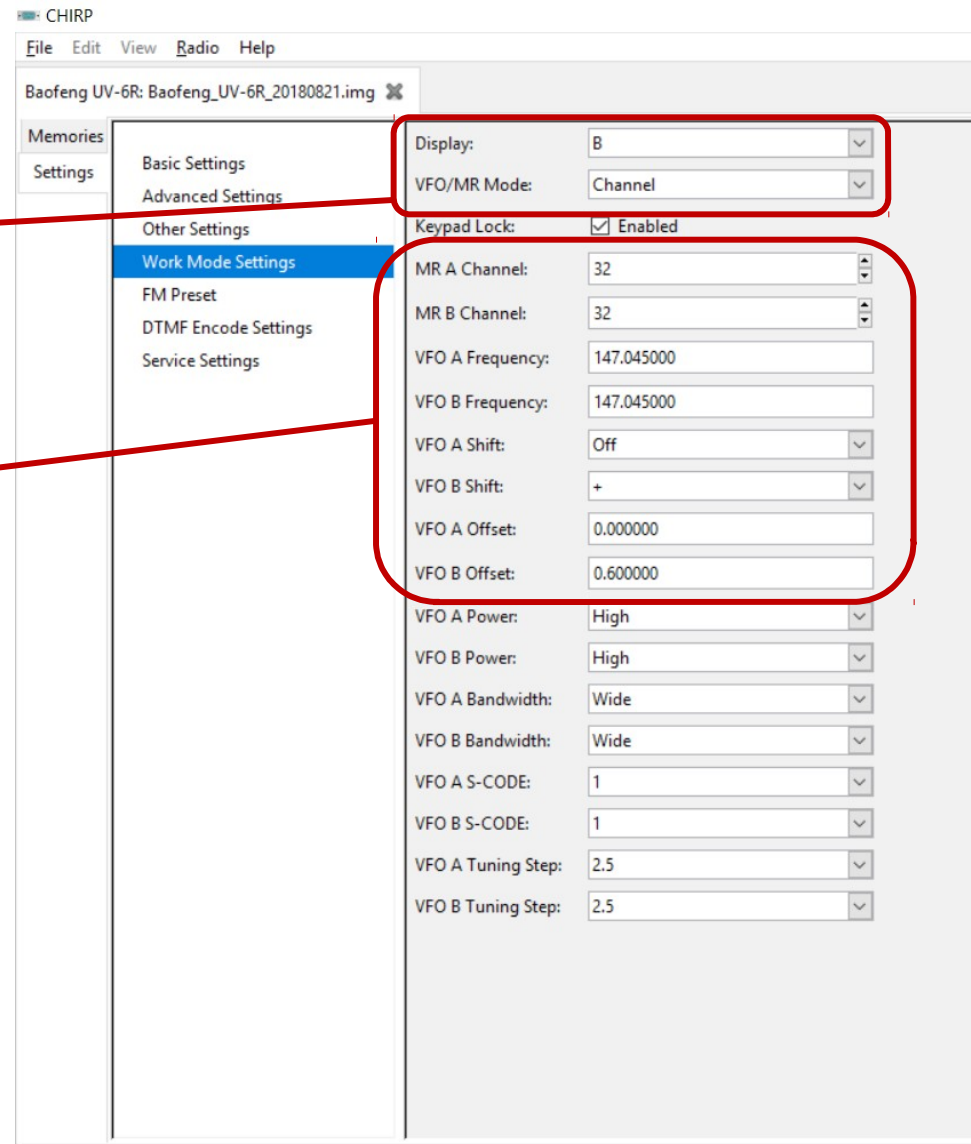 CHIRP
File Edit View Radio Help
Baofeng UV-6R: Baofeng_UV-6R_20180821.img
Memories
Settings
Basic Settings
Advanced Settings
Other Settings
Work Mode Settings
FM Preset
DTMF Encode Settings
Service Settings
Display: B
VFO/MR Mode: Channel
Keypad Lock: Enabled
MR A Channel: 32
MR B Channel: 32
VFO A Frequency: 147.045000
VFO B Frequency: 147.045000
VFO A Shift: Off
VFO B Shift: +
VFO A Offset: 0.000000
VFO B Offset: 0.600000
VFO A Power: High
VFO B Power: High
VFO A Bandwidth: Wide
VFO B Bandwidth: Wide
VFO A S-CODE: 1
VFO B S-CODE: 1
VFO A Tuning Step: 2.5
VFO B Tuning Step: 2.5